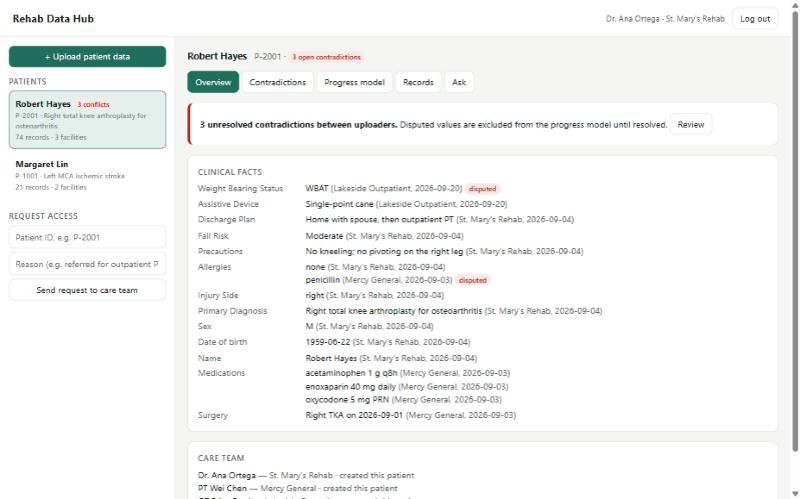 Rehab Data Hub
Dr. Ana Ortega · St. Mary's Rehab
Log out
+ Upload patient data
PATIENTS
Robert Hayes 3 conflicts
P-2001 · Right total knee arthroplasty for
osteoarthritis
74 records · 3 facilities
Margaret Lin
P-1001 · Left MCA ischemic stroke
21 records · 2 facilities
REQUEST ACCESS
Patient ID, e.g. P-2001
Reason (e.g. referred for outpatient P
Send request to care team
Robert Hayes P-2001 · 3 open contradictions
Overview
Contradictions
Progress model
Records
Ask
3 unresolved contradictions between uploaders. Disputed values are excluded from the progress model until resolved. Review
CLINICAL FACTS
Weight Bearing Status WBAT (Lakeside Outpatient, 2026-09-20) disputed
Assistive Device Single-point cane (Lakeside Outpatient, 2026-09-20)
Discharge Plan Home with spouse, then outpatient PT (St. Mary's Rehab, 2026-09-04)
Fall Risk Moderate (St. Mary's Rehab, 2026-09-04)
Precautions No kneeling; no pivoting on the right leg (St. Mary's Rehab, 2026-09-04)
Allergies none (St. Mary's Rehab, 2026-09-04)
penicillin (Mercy General, 2026-09-03) disputed
Injury Side right (St. Mary's Rehab, 2026-09-04)
Primary Diagnosis Right total knee arthroplasty for osteoarthritis (St. Mary's Rehab, 2026-09-04)
Sex M (St. Mary's Rehab, 2026-09-04)
Date of birth 1959-06-22 (St. Mary's Rehab, 2026-09-04)
Name Robert Hayes (St. Mary's Rehab, 2026-09-04)
Medications acetaminophen 1 g q8h (Mercy General, 2026-09-03)
enoxaparin 40 mg daily (Mercy General, 2026-09-03)
oxycodone 5 mg PRN (Mercy General, 2026-09-03)
Surgery Right TKA on 2026-09-01 (Mercy General, 2026-09-03)
CARE TEAM
Dr. Ana Ortega — St. Mary's Rehab · created this patient
PT Wei Chen — Mercy General · created this patient